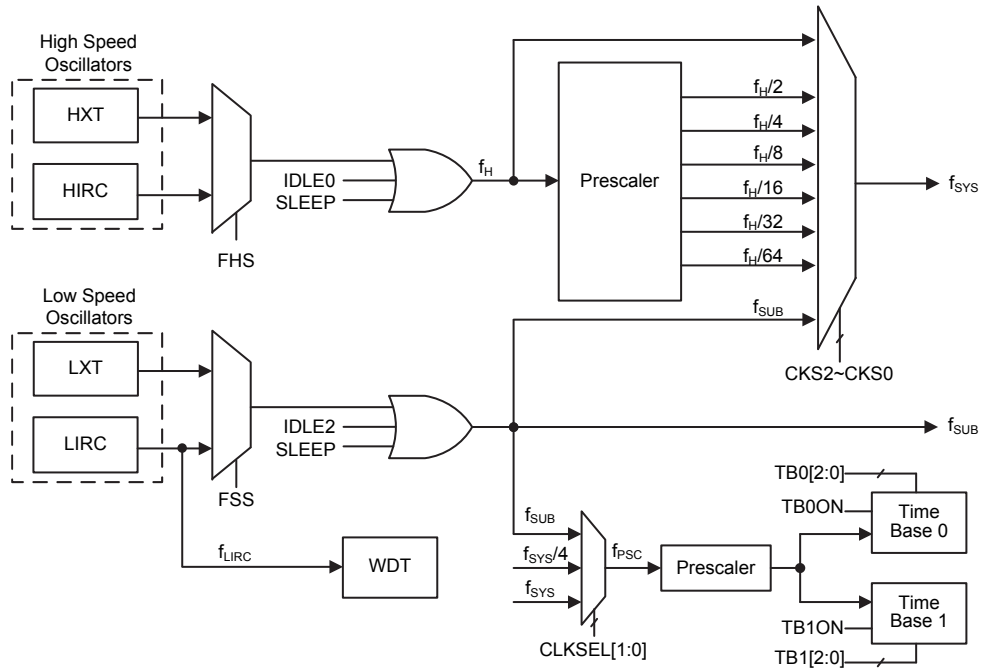 High Speed
Oscillators
HXT
HIRC
FHS
IDLE0
SLEEP
fH
Prescaler
fH/2
fH/4
fH/8
fH/16
fH/32
fH/64
fSUB
CKS2~CKS0
fSYS
Low Speed
Oscillators
LXT
LIRC
FSS
IDLE2
SLEEP
fSUB
fLIRC
WDT
fSUB
fSYS/4
fSYS
CLKSEL[1:0]
fPSC
Prescaler
TB0[2:0]
TB0ON
Time
Base 0
Time
Base 1
TB1ON
TB1[2:0]